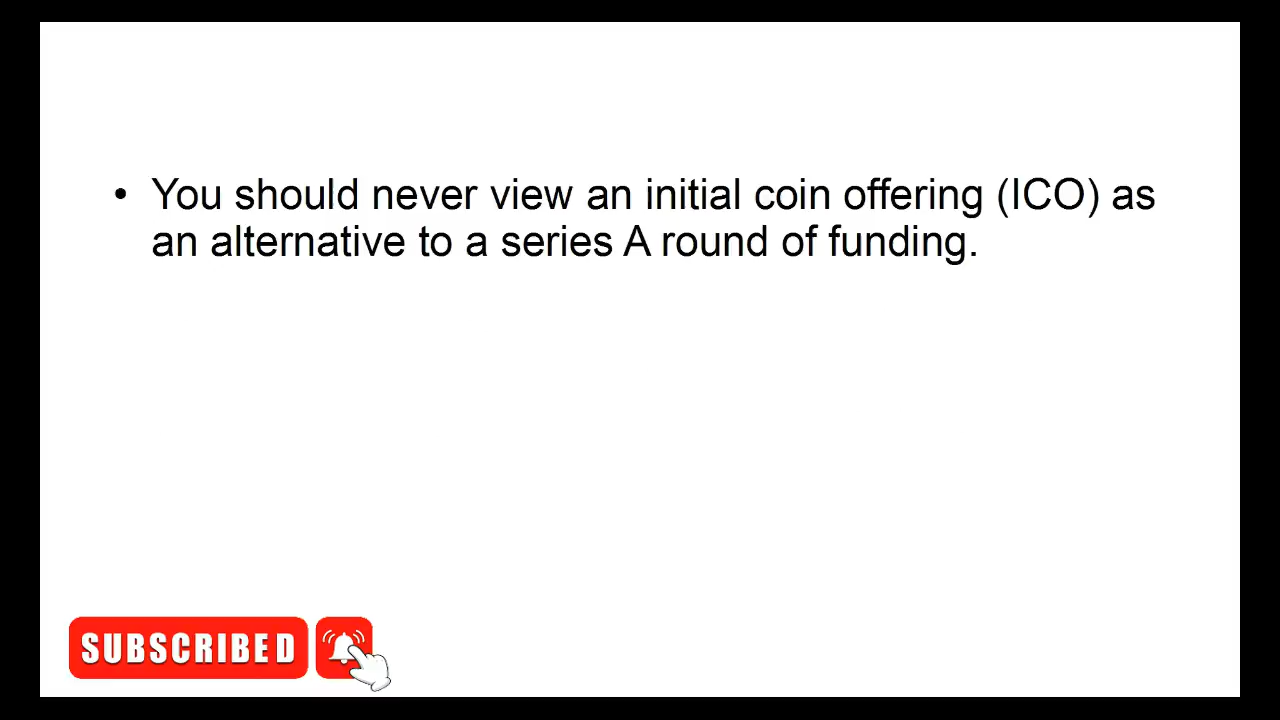 • You should never view an initial coin offering (ICO) as
an alternative to a series A round of funding.
SUBSCRIBED